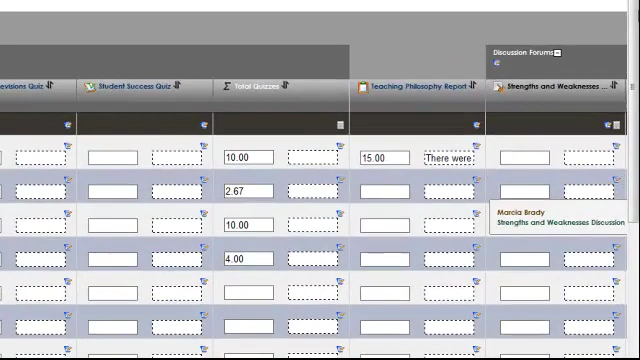 Discussion Forums
evisions Quiz
Student Success Quiz
Σ Total Quizzes
Teaching Philosophy Report
Strengths and Weaknesses ...
10.00
15.00
There were
2.67
Marcia Brady
Strengths and Weaknesses Discussion
10.00
4.00